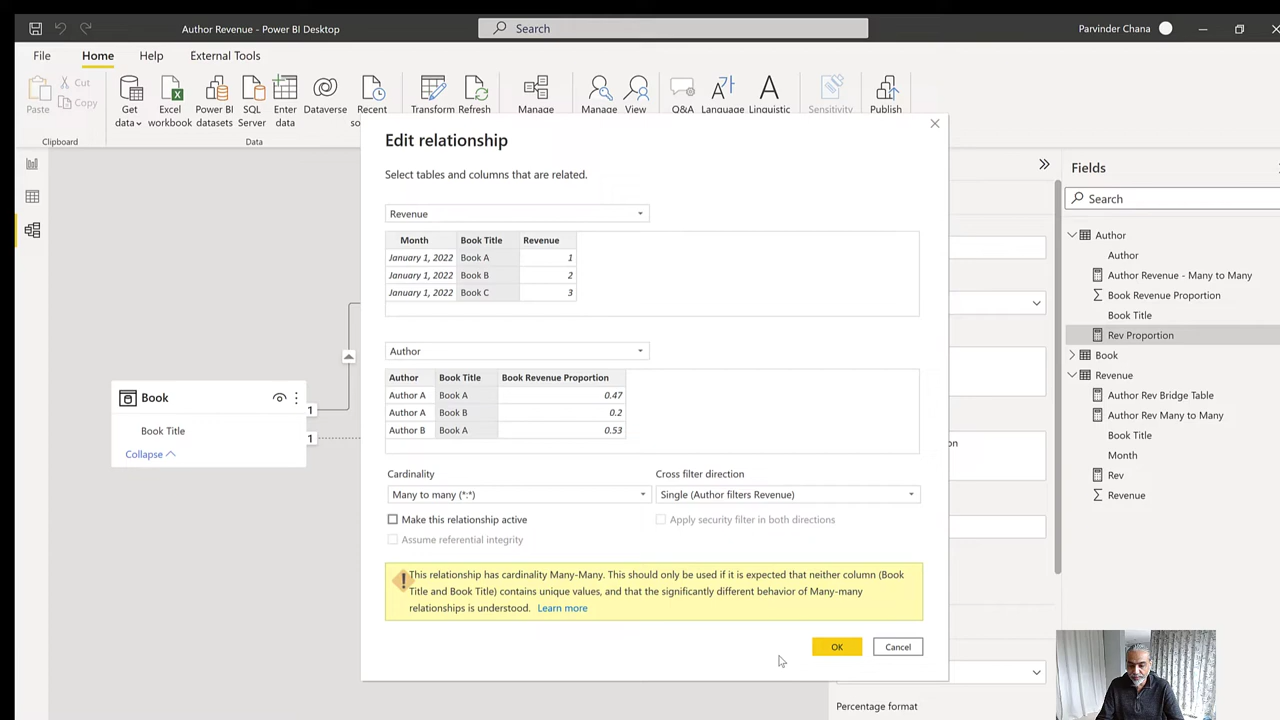 Author Revenue - Power BI Desktop
Search
Parvinder Chana
File
Home
Help
External Tools
Paste
Cut
Copy
Get
data
Excel
workbook
Power BI
datasets
SQL
Server
Enter
data
Dataverse
Recent
Transform
Refresh
Manage
Manage
View
Q&A
Language
Linguistic
Sensitivity
Publish
Clipboard
Data
Edit relationship
Select tables and columns that are related.
Revenue
Month Book Title Revenue
January 1, 2022 Book A 1
January 1, 2022 Book B 2
January 1, 2022 Book C 3
Author
Author Book Title Book Revenue Proportion
Author A Book A 0.47
Author A Book B 0.2
Author B Book A 0.53
Cardinality
Cross filter direction
Many to many (*:*)
Single (Author filters Revenue)
Make this relationship active
Apply security filter in both directions
Assume referential integrity
This relationship has cardinality Many-Many. This should only be used if it is expected that neither column (Book
Title and Book Title) contains unique values, and that the significantly different behavior of Many-many
relationships is understood. Learn more
OK
Cancel
Book
Book Title
Collapse
1
1
Fields
Search
Author
Author
Author Revenue - Many to Many
Book Revenue Proportion
Book Title
Rev Proportion
Book
Revenue
Author Rev Bridge Table
Author Rev Many to Many
Book Title
Month
Rev
Revenue
Percentage format